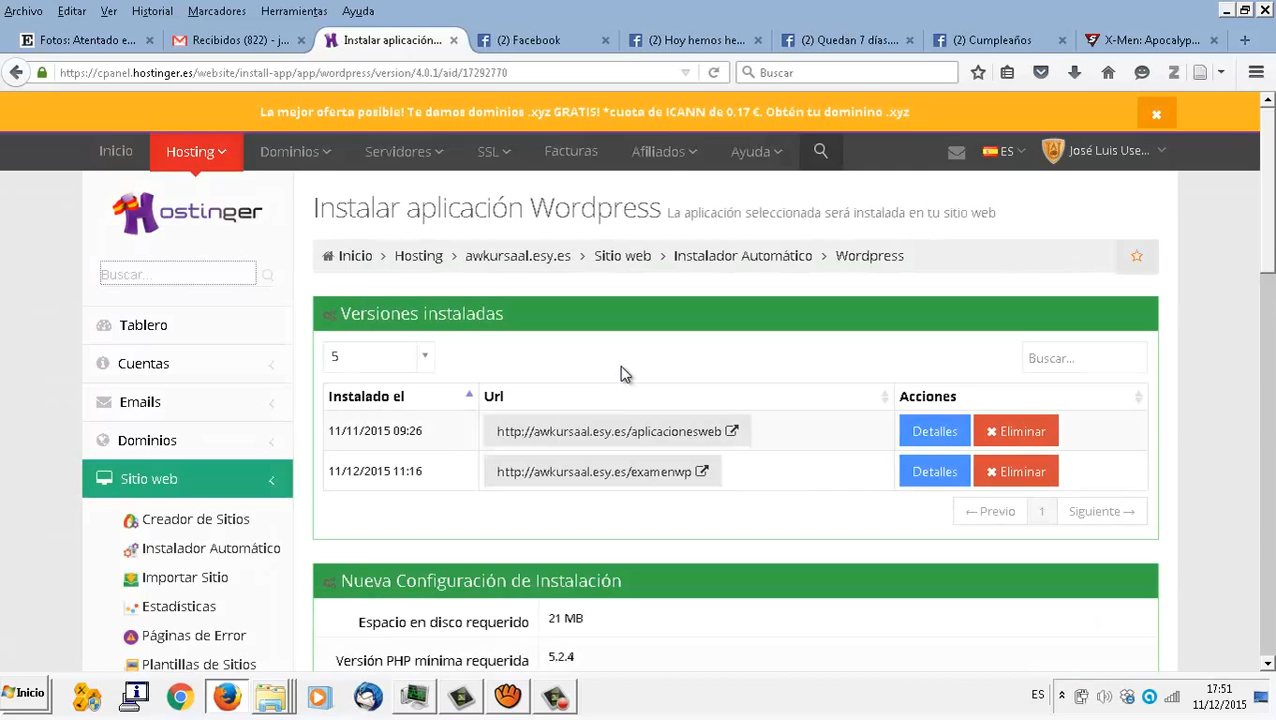 Archivo Editar Ver Historial Marcadores Herramientas Ayuda
Fotos: Atentado e... Recibidos (822) - j... Instalar aplicación... (2) Facebook (2) Hoy hemos he... (2) Quedan 7 días.... (2) Cumpleaños X-Men: Apocalyp...
https://cpanel.hostinger.es/website/install-app/app/wordpress/version/4.0.1/aid/17292770 Buscar
La mejor oferta posible! Te damos dominios .xyz GRATIS! *cuota de ICANN de 0.17 €. Obtén tu dominino .xyz
Inicio Hosting Dominios Servidores SSL Facturas Afiliados Ayuda ES José Luis Use...
Hostinger
Instalar aplicación Wordpress La aplicación seleccionada será instalada en tu sitio web
Buscar...
Inicio > Hosting > awkursaal.esy.es > Sitio web > Instalador Automático > Wordpress
Tablero
Cuentas
Emails
Dominios
Sitio web
Creador de Sitios
Instalador Automático
Importar Sitio
Estadísticas
Páginas de Error
Plantillas de Sitios
Versiones instaladas
5 Buscar...
Instalado el Url Acciones
11/11/2015 09:26 http://awkursaal.esy.es/aplicacionesweb Detalles Eliminar
11/12/2015 11:16 http://awkursaal.esy.es/examenwp Detalles Eliminar
← Previo 1 Siguiente →
Nueva Configuración de Instalación
Espacio en disco requerido 21 MB
Versión PHP mínima requerida 5.2.4
Inicio ES 17:51
11/12/2015